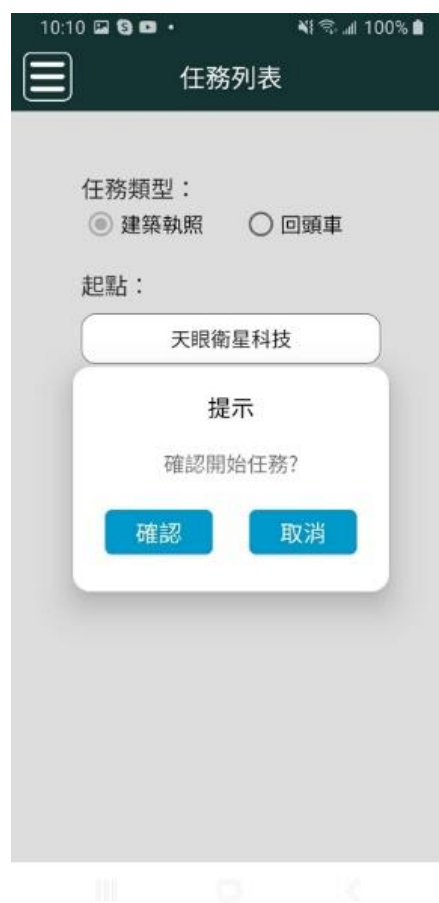 10:10 100%
任務列表
任務類型：
建築執照 回頭車
起點：
天眼衛星科技
提示
確認開始任務?
確認 取消